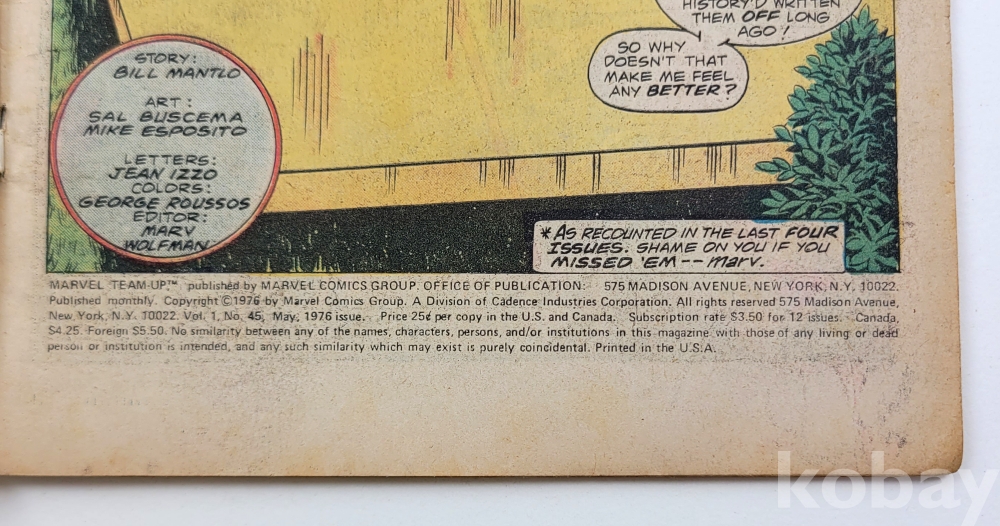 HISTORY'D WRITTEN
THEM OFF LONG
AGO!
SO WHY
DOESN'T THAT
MAKE ME FEEL
ANY BETTER?
STORY:
BILL MANTLO
ART:
SAL BUSCEMA
MIKE ESPOSITO
LETTERS:
JEAN IZZO
COLORS:
GEORGE ROUSSOS
EDITOR:
MARV
WOLFMAN
*AS RECOUNTED IN THE LAST FOUR
ISSUES. SHAME ON YOU IF YOU
MISSED 'EM -- marv.
MARVEL TEAM-UP™ published by MARVEL COMICS GROUP. OFFICE OF PUBLICATION: 575 MADISON AVENUE, NEW YORK, N.Y. 10022.
Published monthly. Copyright ©1976 by Marvel Comics Group. A Division of Cadence Industries Corporation. All rights reserved 575 Madison Avenue,
New York, N.Y. 10022. Vol. 1, No. 45, May, 1976 issue. Price 25¢ per copy in the U.S. and Canada. Subscription rate $3.50 for 12 issues. Canada,
$4.25. Foreign $5.50. No similarity between any of the names, characters, persons, and/or institutions in this magazine with those of any living or dead
person or institution is intended, and any such similarity which may exist is purely coincidental. Printed in the U.S.A.
kobay